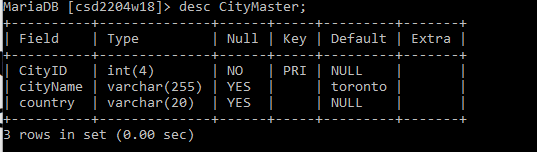 MariaDB [csd2204w18]> desc CityMaster;
+----------+--------------+------+-----+---------+-------+
| Field    | Type         | Null | Key | Default | Extra |
+----------+--------------+------+-----+---------+-------+
| CityID   | int(4)       | NO   | PRI | NULL    |       |
| cityName | varchar(255) | YES  |     | toronto |       |
| country  | varchar(20)  | YES  |     | NULL    |       |
+----------+--------------+------+-----+---------+-------+
3 rows in set (0.00 sec)